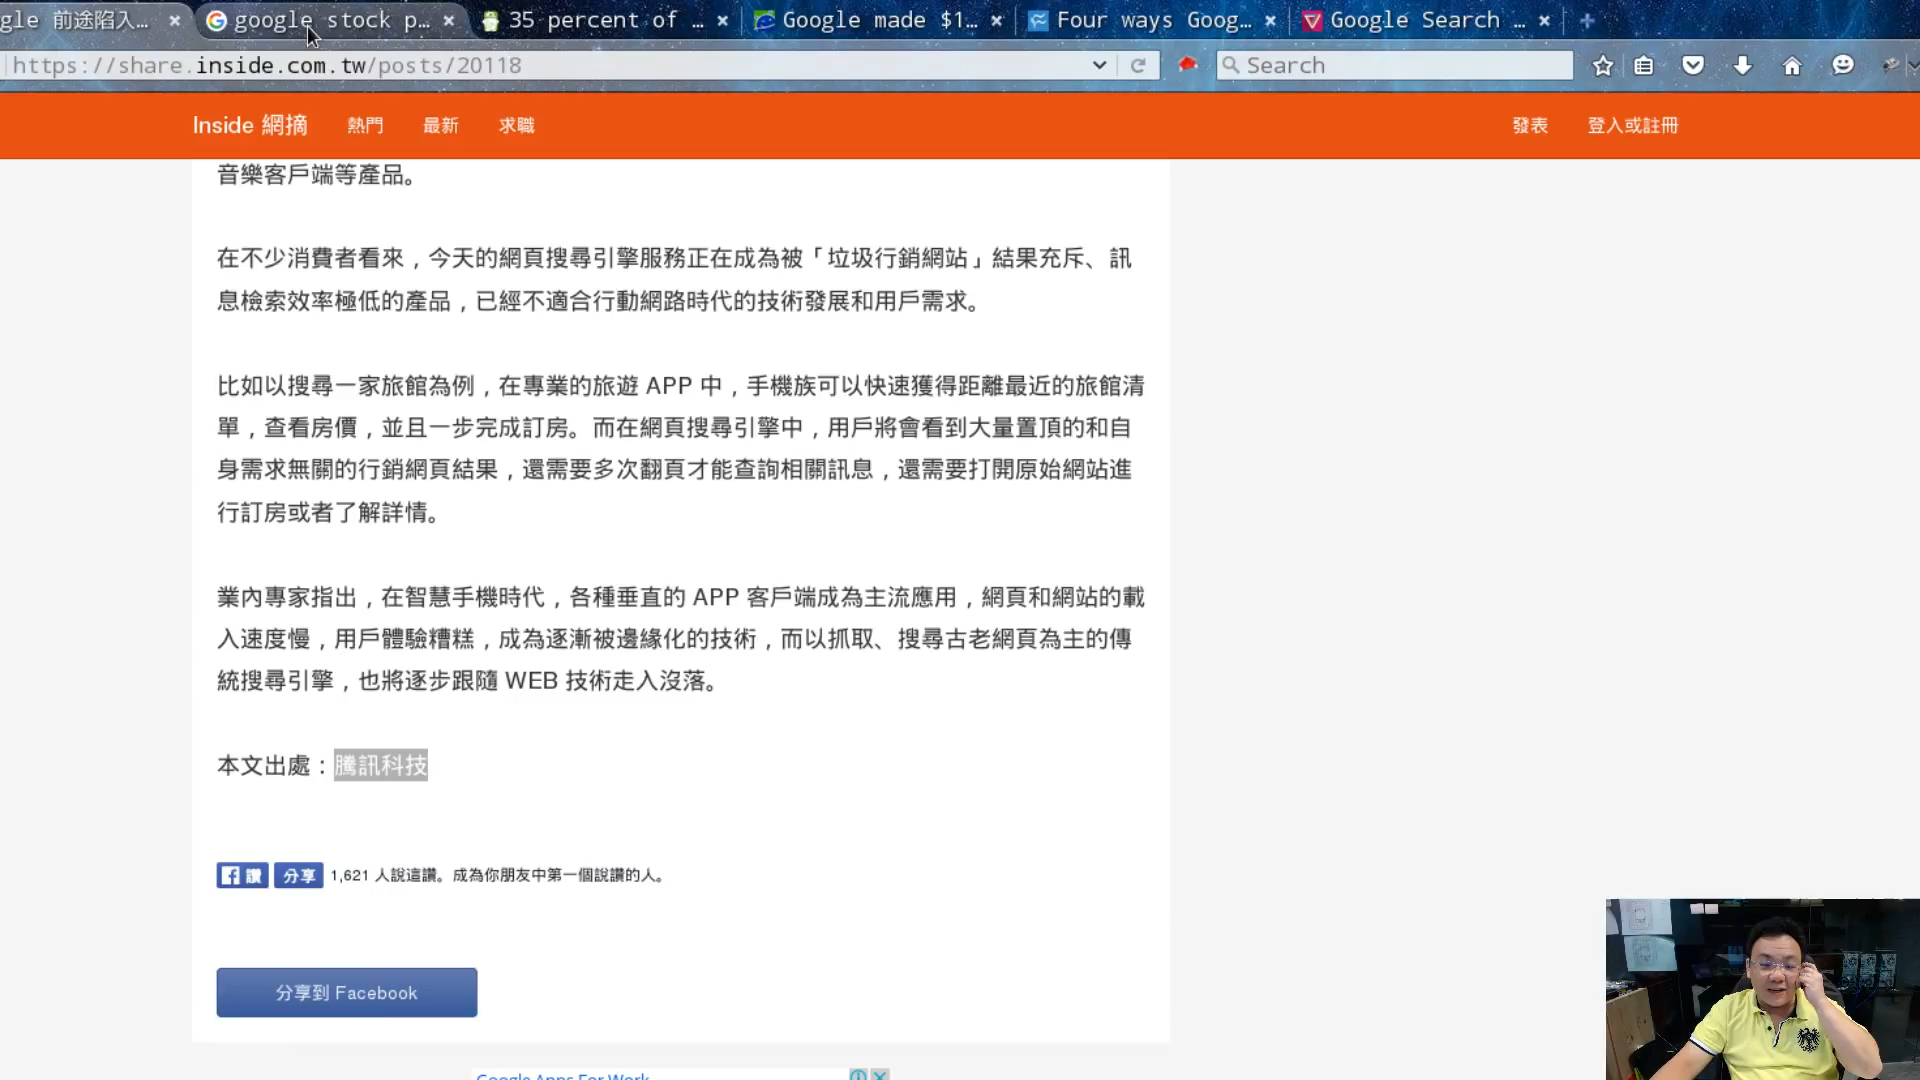 gle 前途陷入...
google stock p...
35 percent of ...
Google made $1...
Four ways Goog...
Google Search ...
https://share.inside.com.tw/posts/20118
Search
Inside 網摘 熱門 最新 求職 發表 登入或註冊
音樂客戶端等產品。
在不少消費者看來，今天的網頁搜尋引擎服務正在成為被「垃圾行銷網站」結果充斥、訊
息檢索效率極低的產品，已經不適合行動網路時代的技術發展和用戶需求。
比如以搜尋一家旅館為例，在專業的旅遊 APP 中，手機族可以快速獲得距離最近的旅館清
單，查看房價，並且一步完成訂房。而在網頁搜尋引擎中，用戶將會看到大量置頂的和自
身需求無關的行銷網頁結果，還需要多次翻頁才能查詢相關訊息，還需要打開原始網站進
行訂房或者了解詳情。
業內專家指出，在智慧手機時代，各種垂直的 APP 客戶端成為主流應用，網頁和網站的載
入速度慢，用戶體驗糟糕，成為逐漸被邊緣化的技術，而以抓取、搜尋古老網頁為主的傳
統搜尋引擎，也將逐步跟隨 WEB 技術走入沒落。
本文出處：騰訊科技
讚 分享 1,621 人說這讚。成為你朋友中第一個說讚的人。
分享到 Facebook
Google Apps For Work